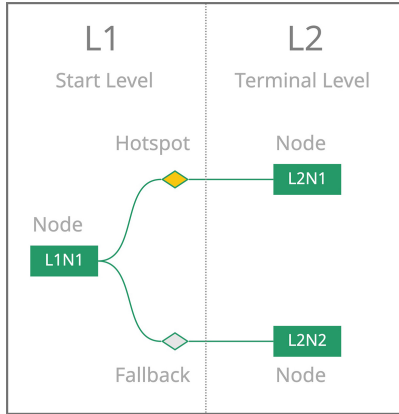 L1
Start Level
L2
Terminal Level
Hotspot
Node
L2N1
Node
L1N1
L2N2
Fallback
Node